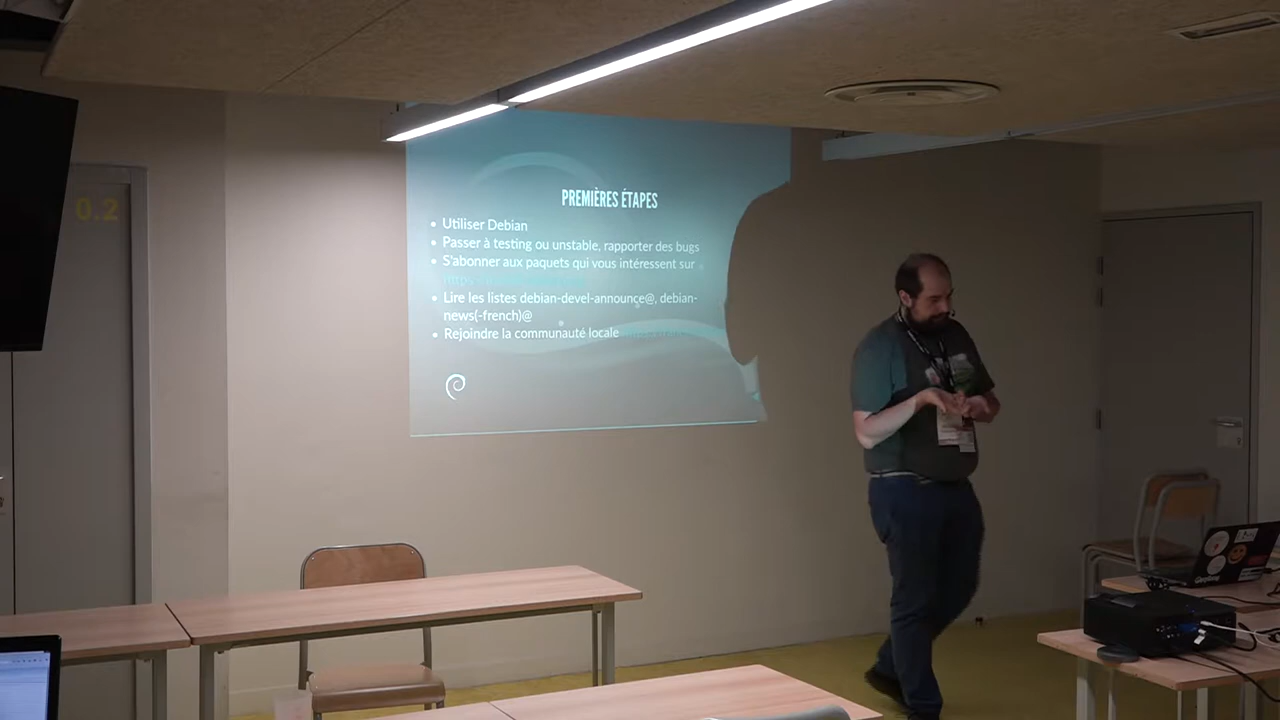 0.2
PREMIÈRES ÉTAPES
• Utiliser Debian
• Passer à testing ou unstable, rapporter des bugs
• S'abonner aux paquets qui vous intéressent sur
• Lire les listes debian-devel-announce@, debian-
news(-french)@
• Rejoindre la communauté locale